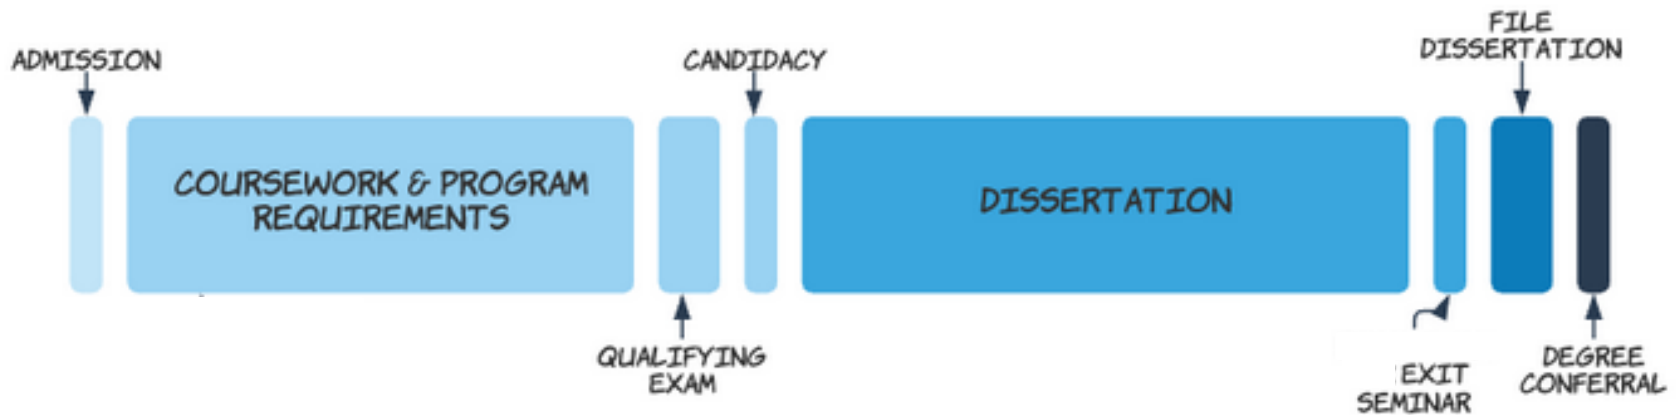 ADMISSION
COURSEWORK & PROGRAM
REQUIREMENTS
QUALIFYING
EXAM
CANDIDACY
DISSERTATION
EXIT
SEMINAR
FILE
DISSERTATION
DEGREE
CONFERRAL